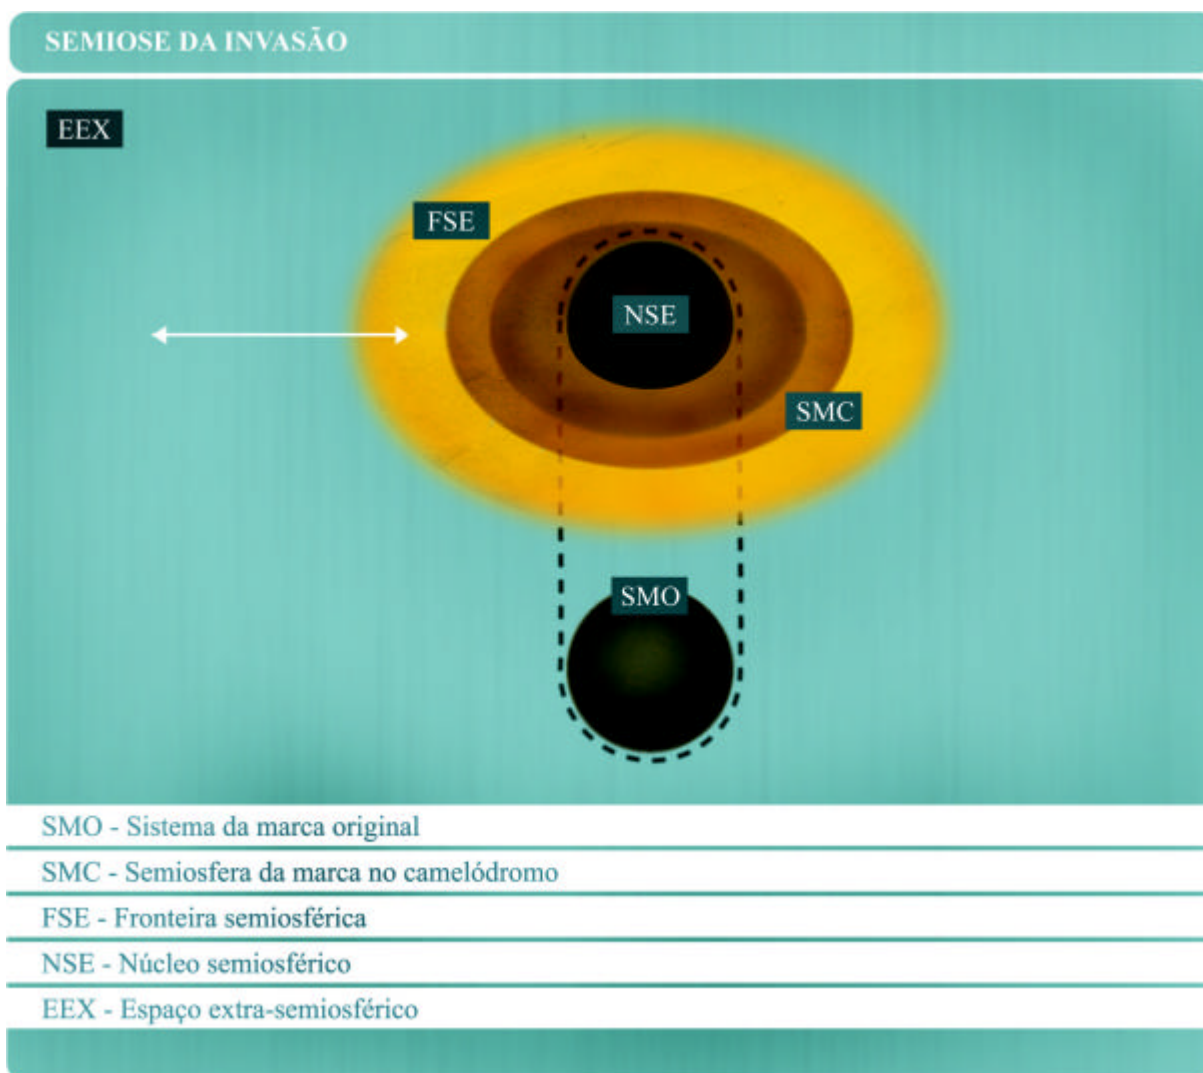 SEMIOSE DA INVASÃO
EEX
FSE
NSE
SMC
SMO
SMO - Sistema da marca original
SMC - Semiosfera da marca no camelódromo
FSE - Fronteira semiosférica
NSE - Núcleo semiosférico
EEX - Espaço extra-semiosférico